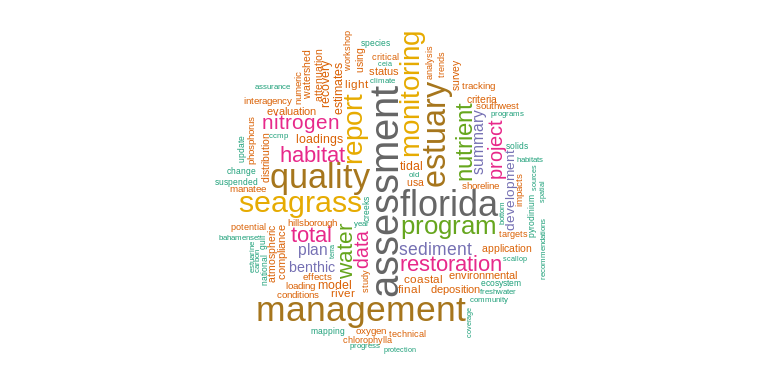 species
workshop
critical
using
ceia
monitoring
analysis
trends
watershed
attenuation
recovery
estimates
numeric
status
climate
light
survey
tracking
assurance
interagency
evaluation
ccmp
report
assessment
estuary
nutrient
criteria
southwest
programs
summary
project
nitrogen
loadings
phosphorus
update
distribution
habitat
tidal
old
usa
solids
habitats
development
impacts
sources
spatial
change
suspended
manatee
quality
shoreline
seagrass
florida
creeks
year
hillsborough
potential
bahamense
gulf
total
water
data
program
bottom
targets
pyrodinium
recommendations
estuarine
carbon
national
atmospheric
compliance
plan
tetra
sediment
application
scallop
benthic
restoration
effects
study
coastal
environmental
loading
model
ecosystem
conditions
river
final
deposition
freshwater
community
management
coverage
mapping
oxygen
technical
chlorophylla
progress
protection